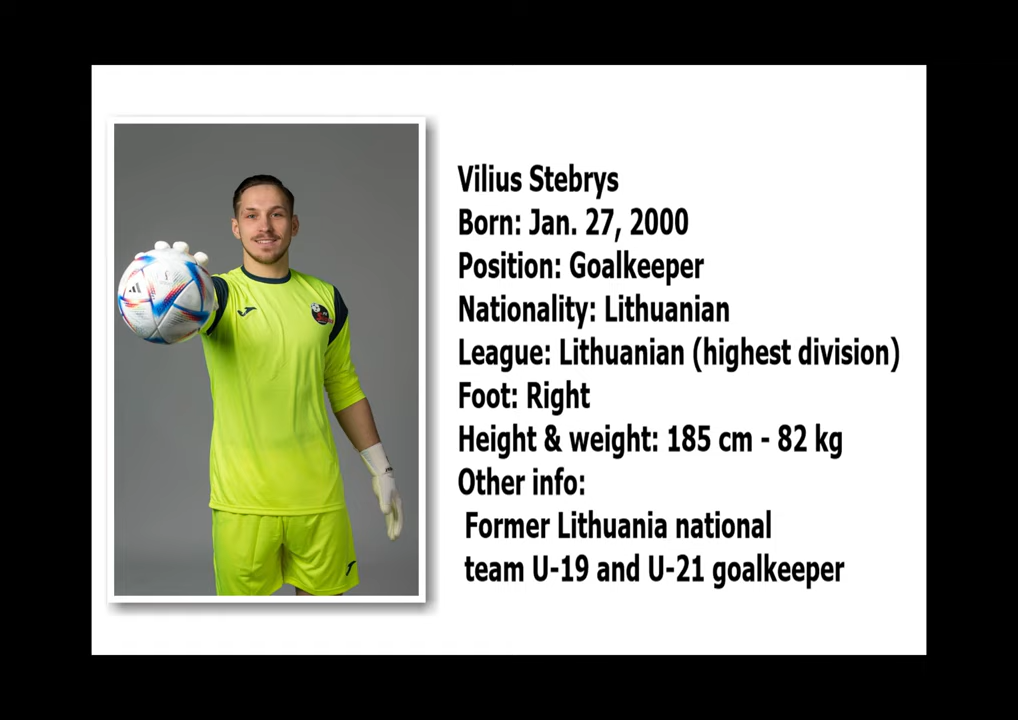 Vilius Stebrys
Born: Jan. 27, 2000
Position: Goalkeeper
Nationality: Lithuanian
League: Lithuanian (highest division)
Foot: Right
Height & weight: 185 cm - 82 kg
Other info:
Former Lithuania national
team U-19 and U-21 goalkeeper